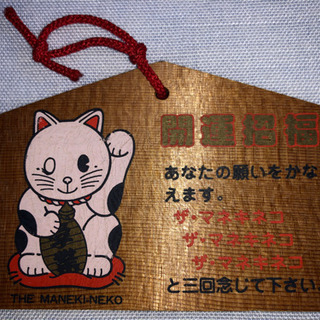 開運招福
あなたの願いをかな
えます。
ザ・マネキネコ
ザ・マネキネコ
ザ・マネキネコ
と三回念じて下さい
THE MANEKI-NEKO